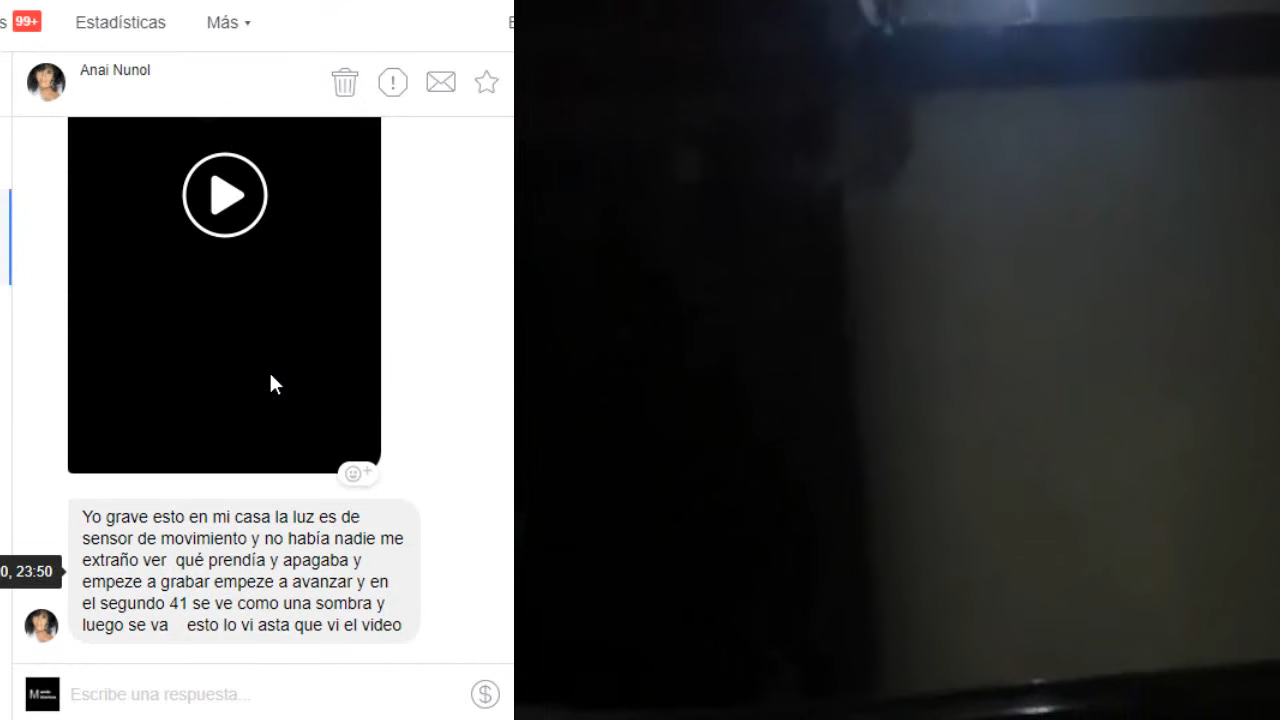 s 99+ Estadísticas Más
Anai Nunol
Yo grave esto en mi casa la luz es de
sensor de movimiento y no había nadie me
extraño ver qué prendía y apagaba y
empeze a grabar empeze a avanzar y en
el segundo 41 se ve como una sombra y
luego se va esto lo vi asta que vi el video
0, 23:50
Escribe una respuesta...